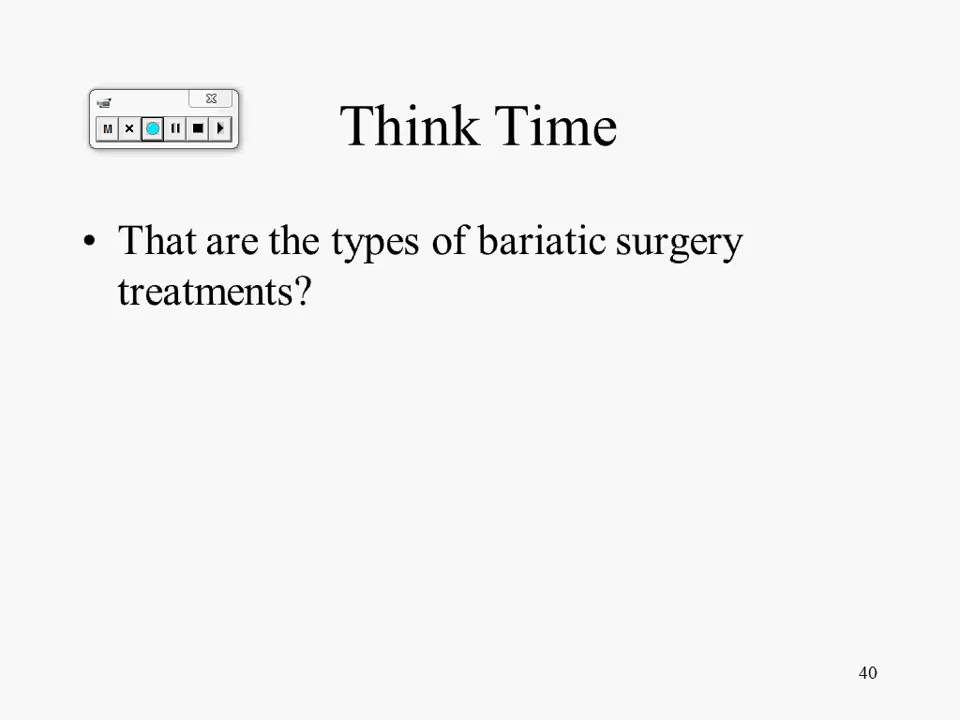 M
Think Time
• That are the types of bariatic surgery
treatments?
40